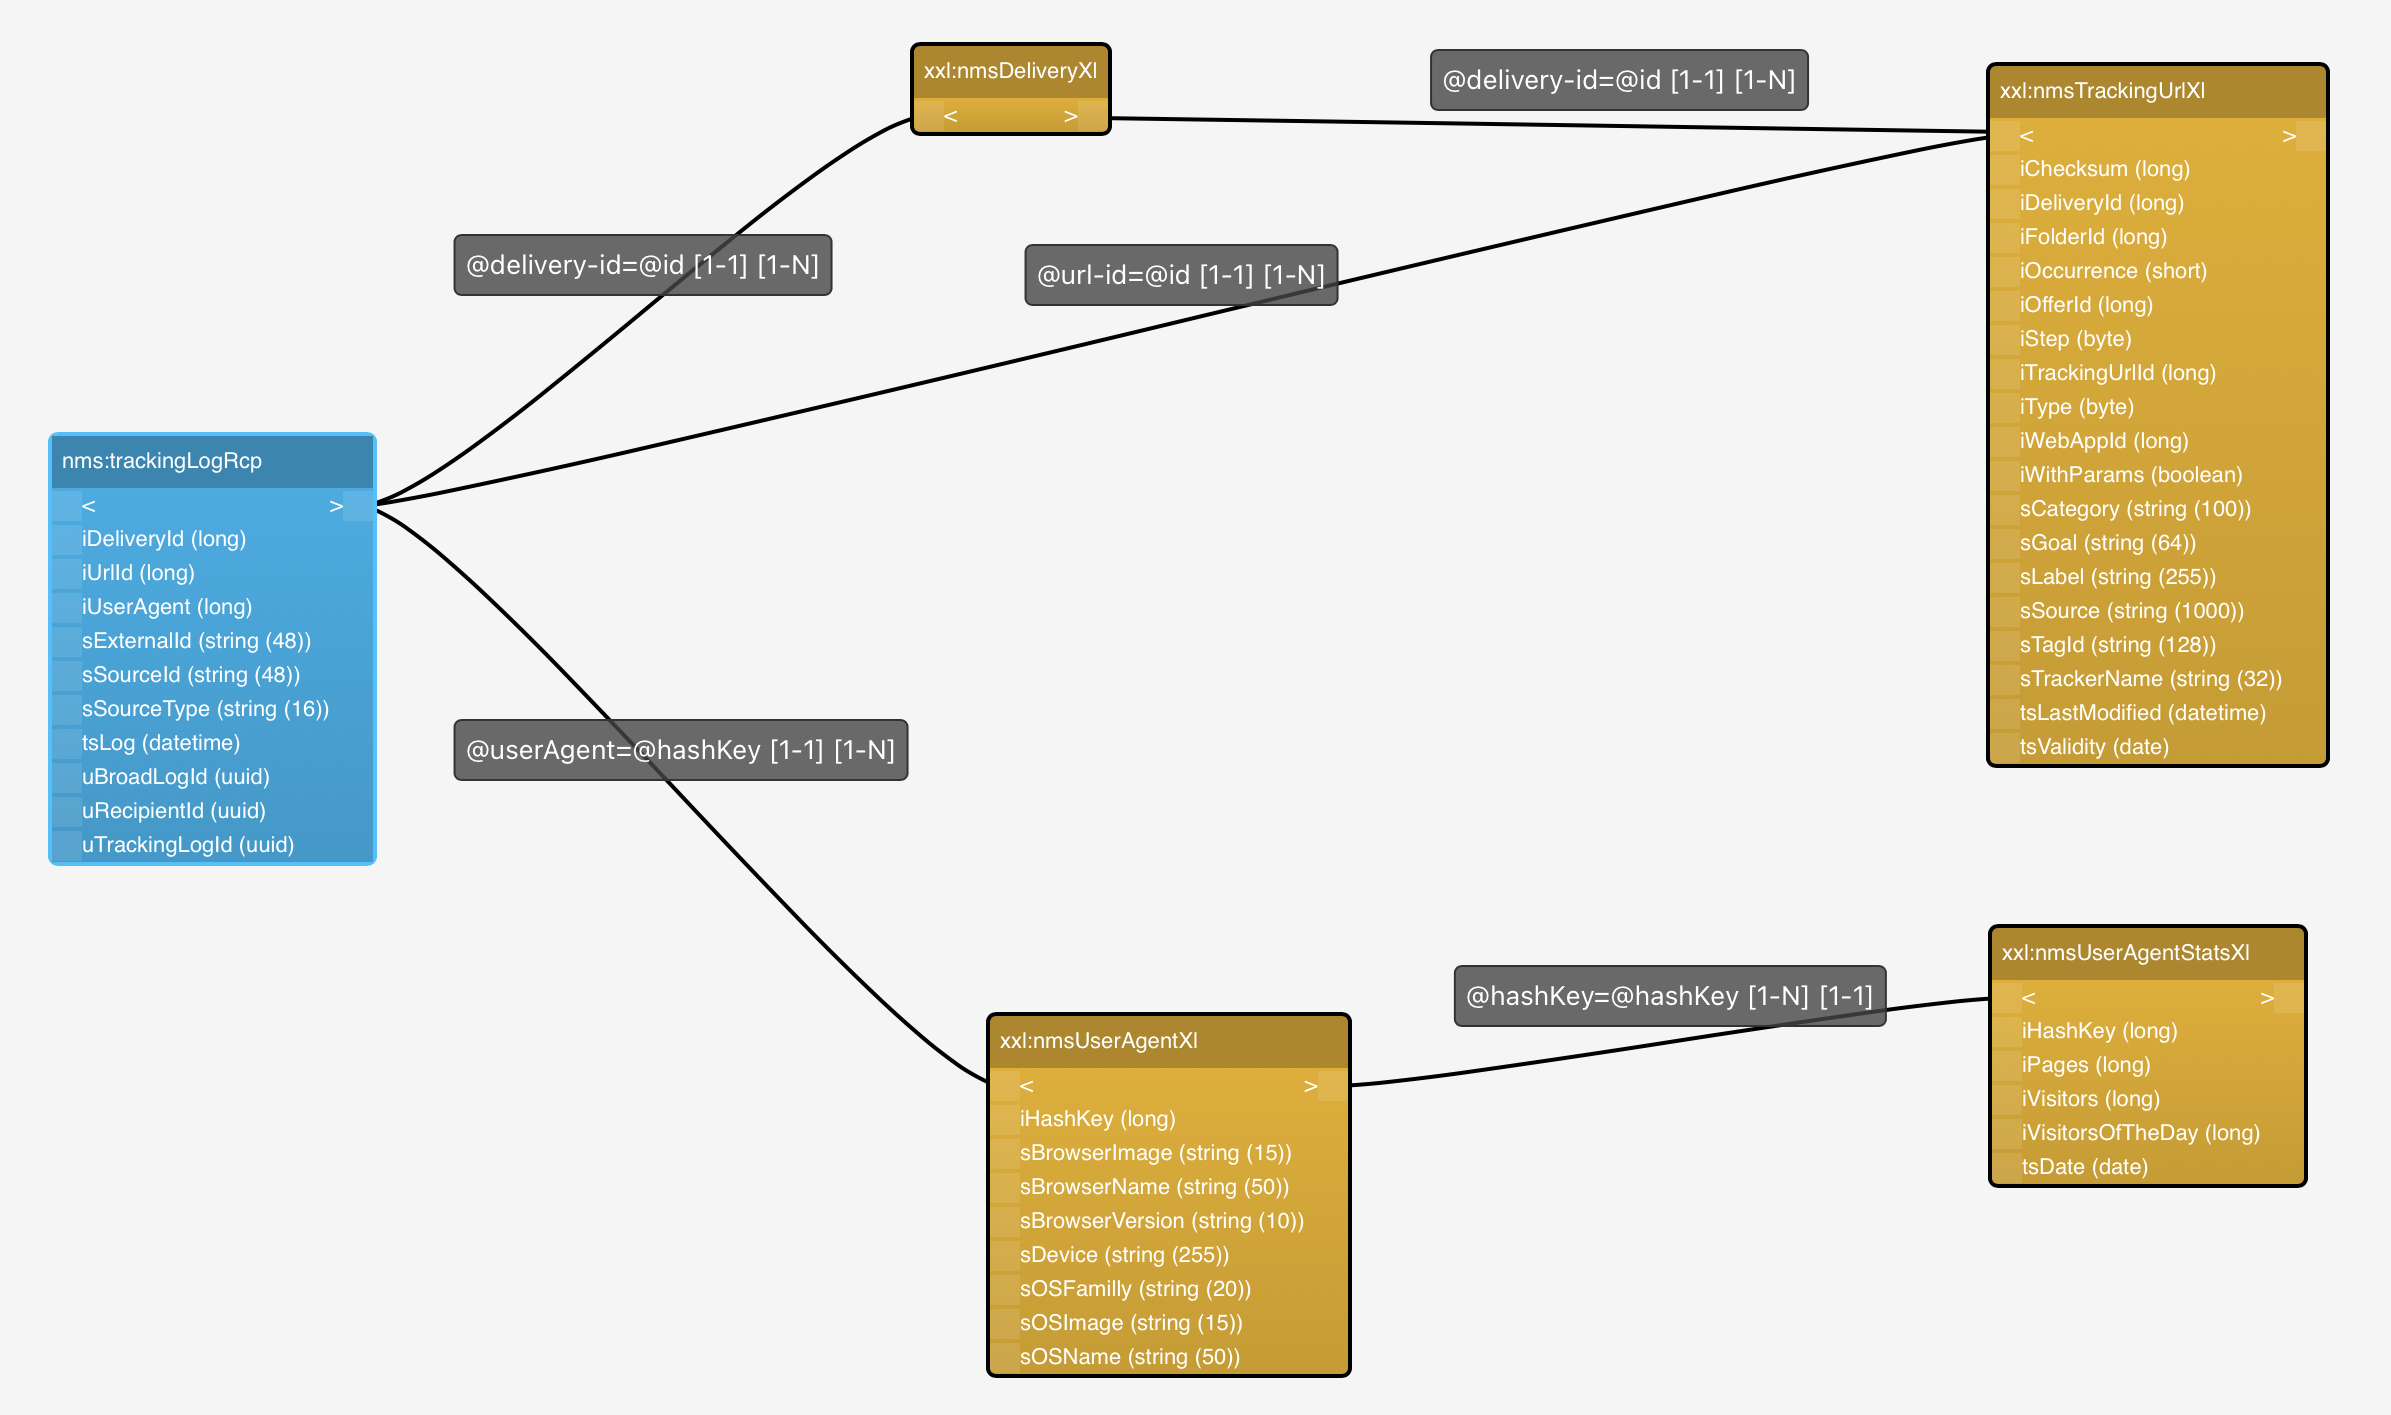 xxl:nmsDeliveryXl
< >
@delivery-id=@id [1-1] [1-N]
xxl:nmsTrackingUrlXl
< >
iChecksum (long)
iDeliveryId (long)
iFolderId (long)
iOccurrence (short)
iOfferId (long)
iStep (byte)
iTrackingUrlId (long)
iType (byte)
iWebAppId (long)
iWithParams (boolean)
sCategory (string (100))
sGoal (string (64))
sLabel (string (255))
sSource (string (1000))
sTagId (string (128))
sTrackerName (string (32))
tsLastModified (datetime)
tsValidity (date)
@delivery-id=@id [1-1] [1-N]
@url-id=@id [1-1] [1-N]
nms:trackingLogRcp
< >
iDeliveryId (long)
iUrlId (long)
iUserAgent (long)
sExternalId (string (48))
sSourceId (string (48))
sSourceType (string (16))
tsLog (datetime)
uBroadLogId (uuid)
uRecipientId (uuid)
uTrackingLogId (uuid)
@userAgent=@hashKey [1-1] [1-N]
xxl:nmsUserAgentXl
< >
iHashKey (long)
sBrowserImage (string (15))
sBrowserName (string (50))
sBrowserVersion (string (10))
sDevice (string (255))
sOSFamilly (string (20))
sOSImage (string (15))
sOSName (string (50))
@hashKey=@hashKey [1-N] [1-1]
xxl:nmsUserAgentStatsXl
< >
iHashKey (long)
iPages (long)
iVisitors (long)
iVisitorsOfTheDay (long)
tsDate (date)